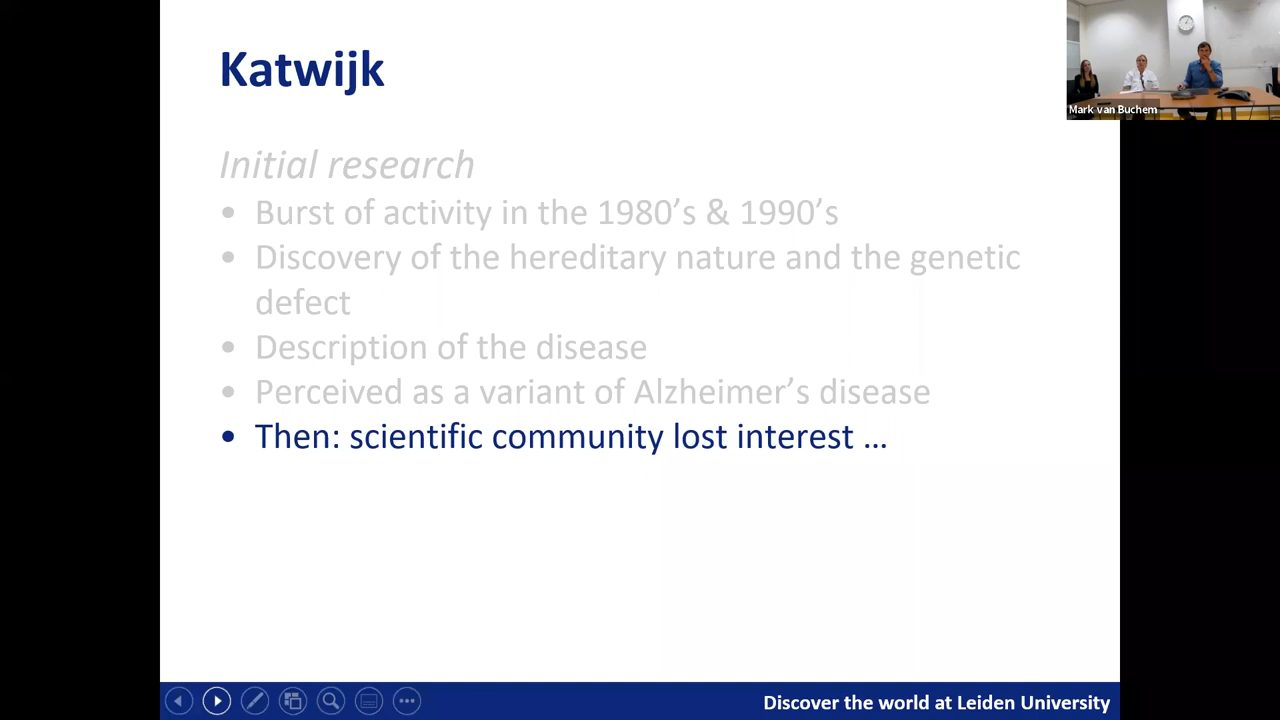 Katwijk
Mark van Buchem
Initial research
• Burst of activity in the 1980’s & 1990’s
• Discovery of the hereditary nature and the genetic
defect
• Description of the disease
• Perceived as a variant of Alzheimer’s disease
• Then: scientific community lost interest …
Discover the world at Leiden University